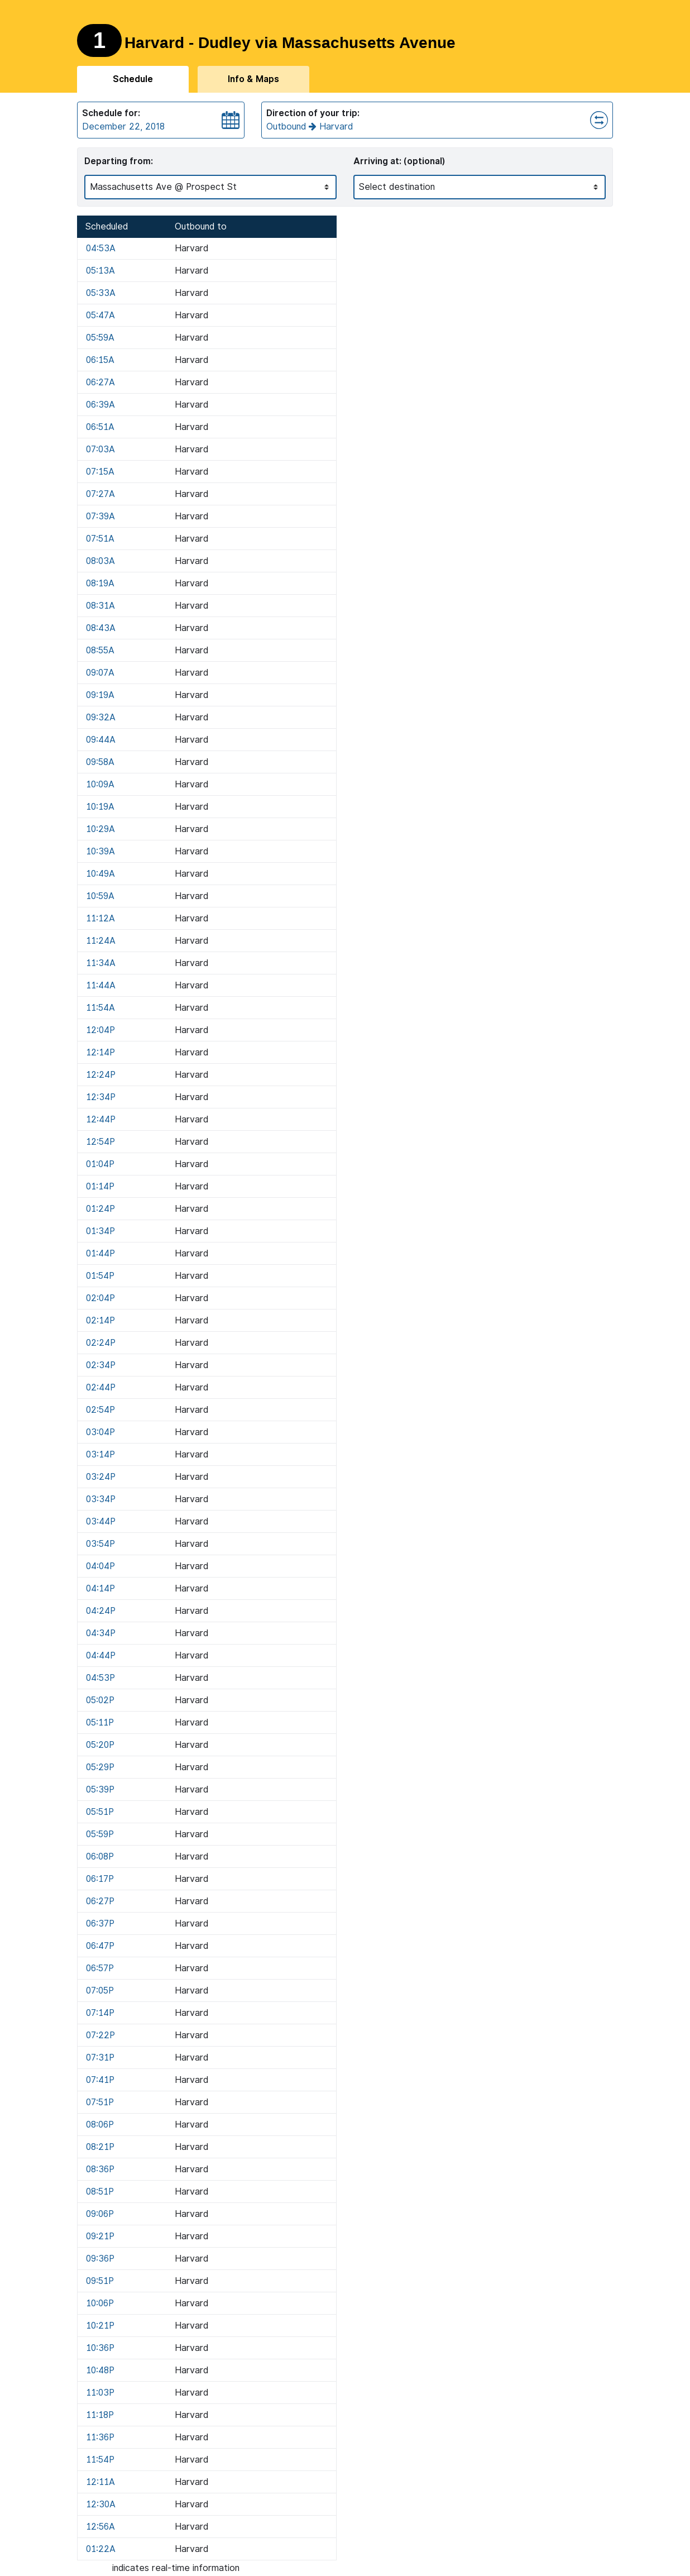 1 Harvard - Dudley via Massachusetts Avenue
Schedule Info & Maps
Schedule for:
December 22, 2018
Direction of your trip:
Outbound → Harvard
Departing from:
Massachusetts Ave @ Prospect St
Arriving at: (optional)
Select destination
Scheduled Outbound to
04:53A Harvard
05:13A Harvard
05:33A Harvard
05:47A Harvard
05:59A Harvard
06:15A Harvard
06:27A Harvard
06:39A Harvard
06:51A Harvard
07:03A Harvard
07:15A Harvard
07:27A Harvard
07:39A Harvard
07:51A Harvard
08:03A Harvard
08:19A Harvard
08:31A Harvard
08:43A Harvard
08:55A Harvard
09:07A Harvard
09:19A Harvard
09:32A Harvard
09:44A Harvard
09:58A Harvard
10:09A Harvard
10:19A Harvard
10:29A Harvard
10:39A Harvard
10:49A Harvard
10:59A Harvard
11:12A Harvard
11:24A Harvard
11:34A Harvard
11:44A Harvard
11:54A Harvard
12:04P Harvard
12:14P Harvard
12:24P Harvard
12:34P Harvard
12:44P Harvard
12:54P Harvard
01:04P Harvard
01:14P Harvard
01:24P Harvard
01:34P Harvard
01:44P Harvard
01:54P Harvard
02:04P Harvard
02:14P Harvard
02:24P Harvard
02:34P Harvard
02:44P Harvard
02:54P Harvard
03:04P Harvard
03:14P Harvard
03:24P Harvard
03:34P Harvard
03:44P Harvard
03:54P Harvard
04:04P Harvard
04:14P Harvard
04:24P Harvard
04:34P Harvard
04:44P Harvard
04:53P Harvard
05:02P Harvard
05:11P Harvard
05:20P Harvard
05:29P Harvard
05:39P Harvard
05:51P Harvard
05:59P Harvard
06:08P Harvard
06:17P Harvard
06:27P Harvard
06:37P Harvard
06:47P Harvard
06:57P Harvard
07:05P Harvard
07:14P Harvard
07:22P Harvard
07:31P Harvard
07:41P Harvard
07:51P Harvard
08:06P Harvard
08:21P Harvard
08:36P Harvard
08:51P Harvard
09:06P Harvard
09:21P Harvard
09:36P Harvard
09:51P Harvard
10:06P Harvard
10:21P Harvard
10:36P Harvard
10:48P Harvard
11:03P Harvard
11:18P Harvard
11:36P Harvard
11:54P Harvard
12:11A Harvard
12:30A Harvard
12:56A Harvard
01:22A Harvard
indicates real-time information